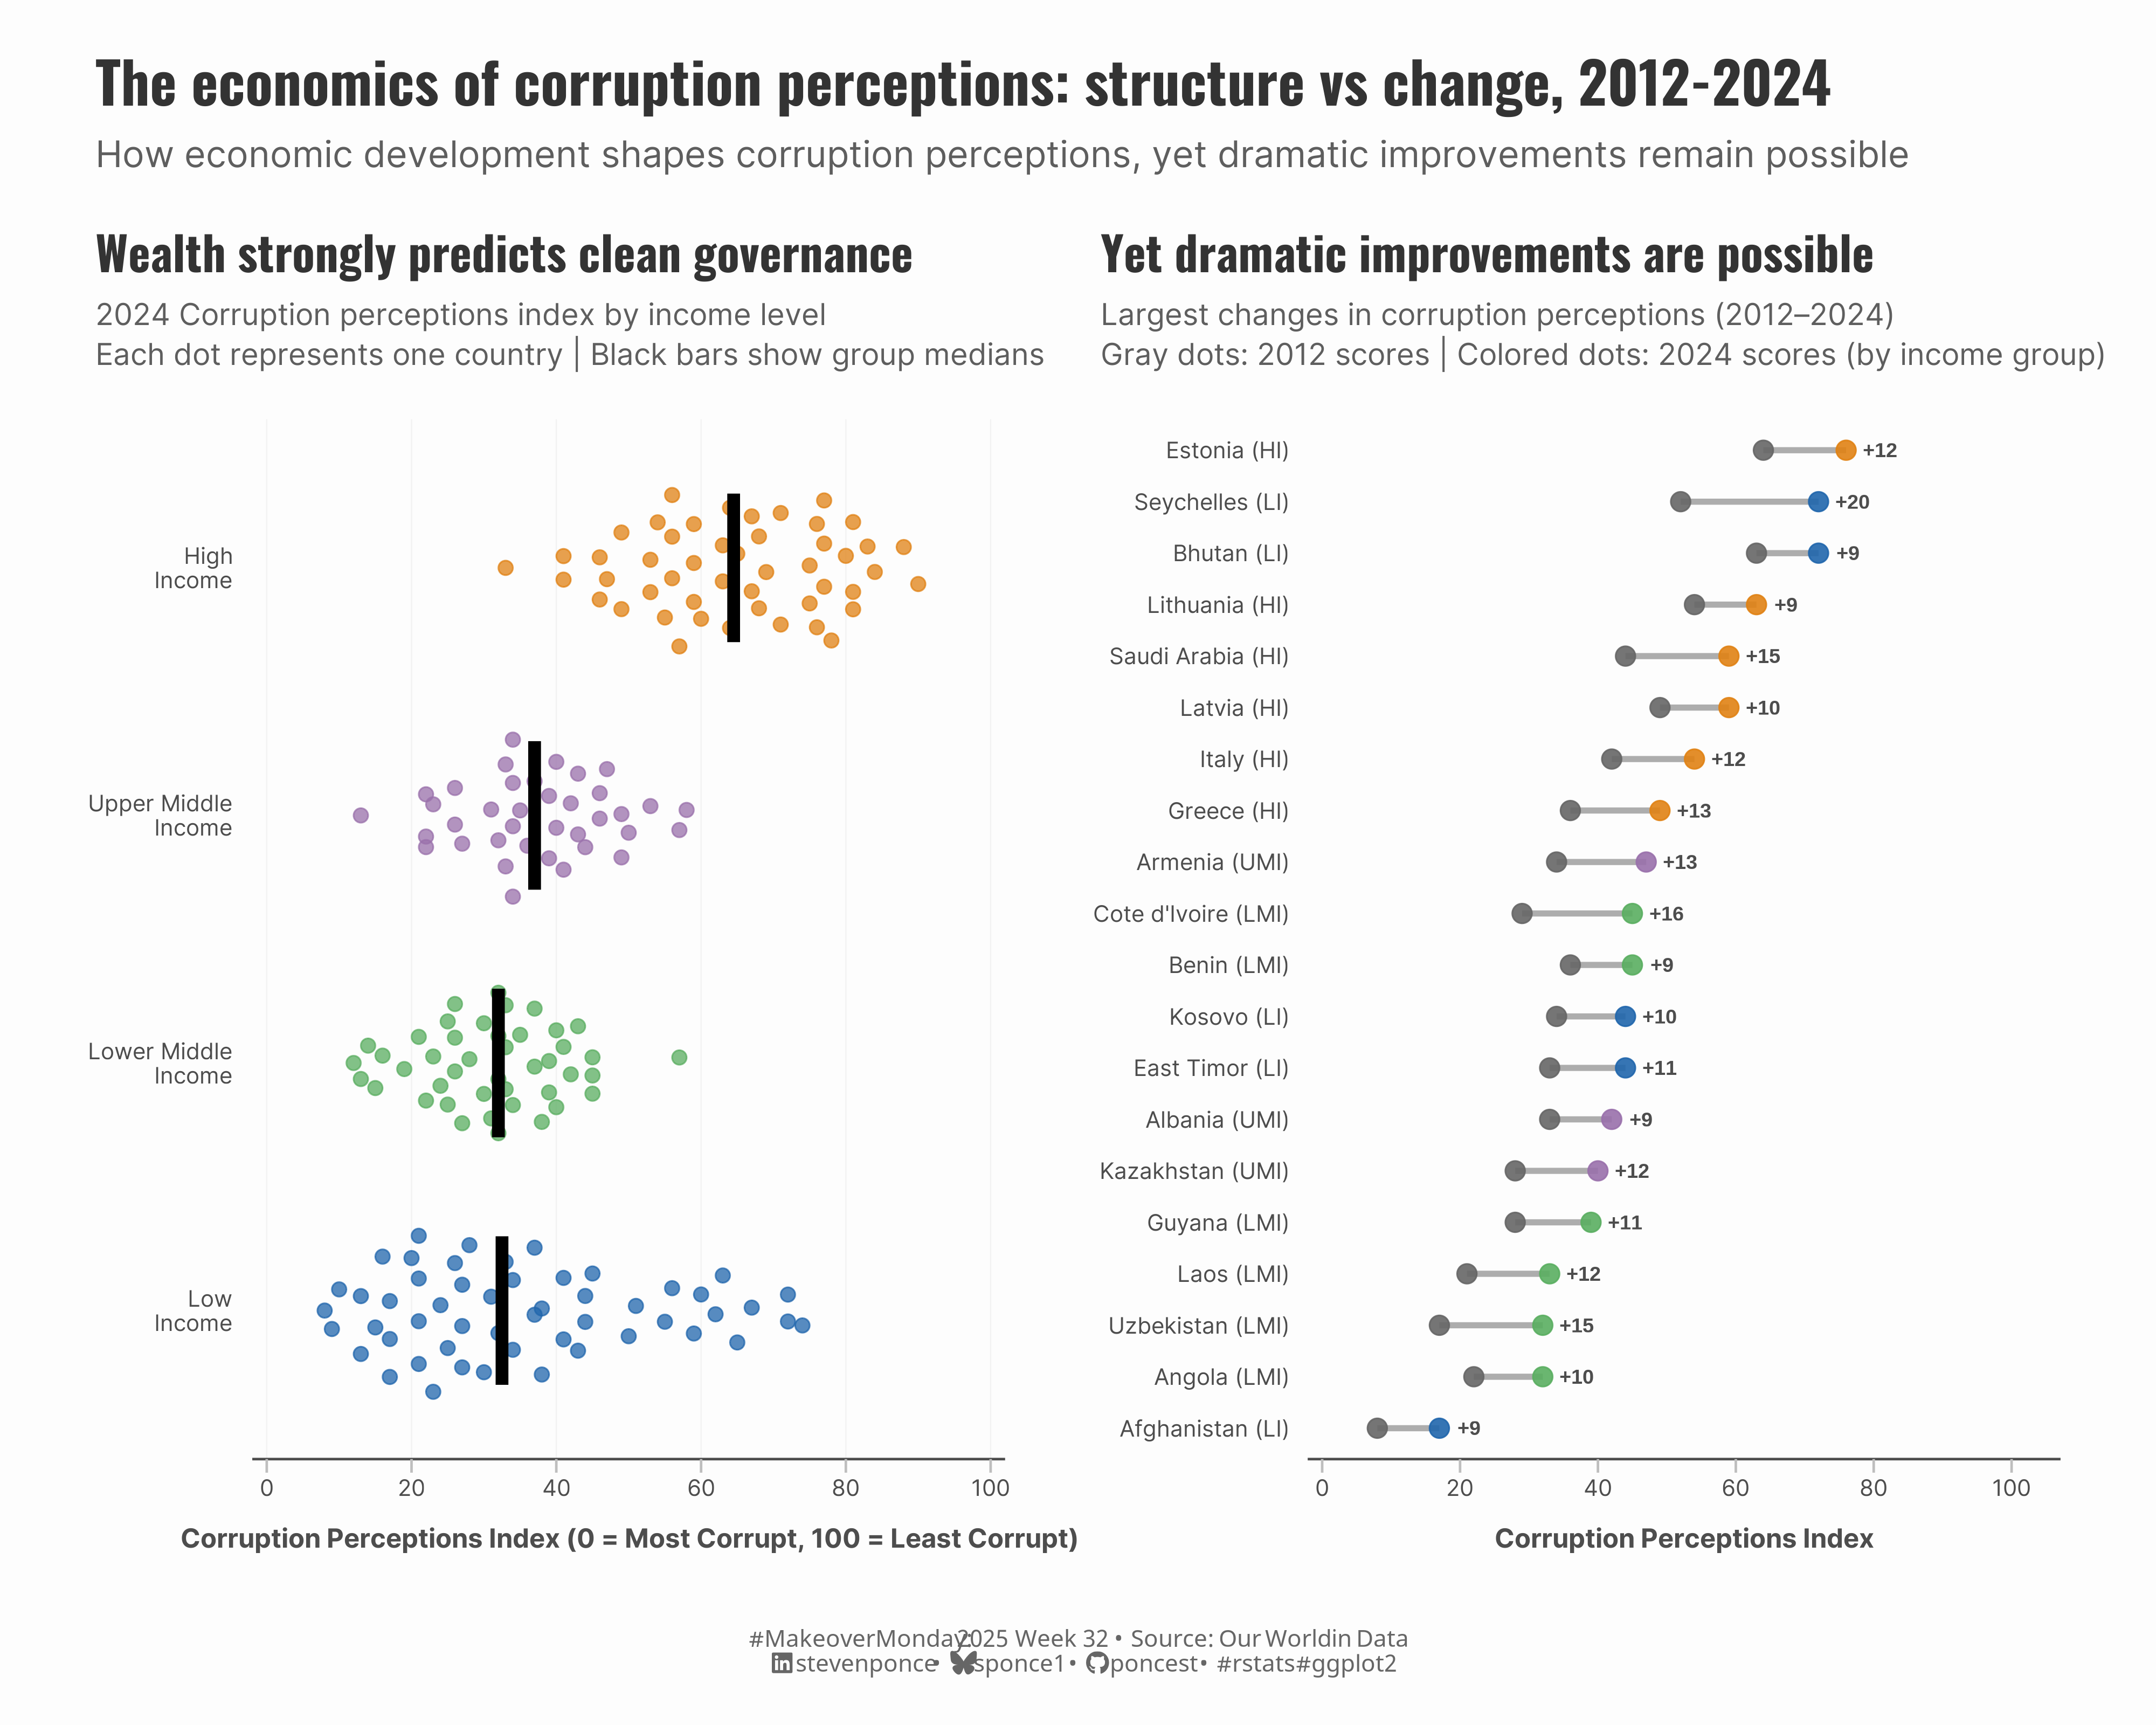 The economics of corruption perceptions: structure vs change, 2012-2024
How economic development shapes corruption perceptions, yet dramatic improvements remain possible
Wealth strongly predicts clean governance
2024 Corruption perceptions index by income level
Each dot represents one country | Black bars show group medians
High
Income
Upper Middle
Income
Lower Middle
Income
Low
Income
0 20 40 60 80 100
Corruption Perceptions Index (0 = Most Corrupt, 100 = Least Corrupt)
Yet dramatic improvements are possible
Largest changes in corruption perceptions (2012–2024)
Gray dots: 2012 scores | Colored dots: 2024 scores (by income group)
Estonia (HI) +12
Seychelles (LI) +20
Bhutan (LI) +9
Lithuania (HI) +9
Saudi Arabia (HI) +15
Latvia (HI) +10
Italy (HI) +12
Greece (HI) +13
Armenia (UMI) +13
Cote d'Ivoire (LMI) +16
Benin (LMI) +9
Kosovo (LI) +10
East Timor (LI) +11
Albania (UMI) +9
Kazakhstan (UMI) +12
Guyana (LMI) +11
Laos (LMI) +12
Uzbekistan (LMI) +15
Angola (LMI) +10
Afghanistan (LI) +9
0 20 40 60 80 100
Corruption Perceptions Index
#MakeoverMonday: 2025 Week 32 • Source: Our World in Data
in stevenponce • sponce1 • poncest • #rstats #ggplot2